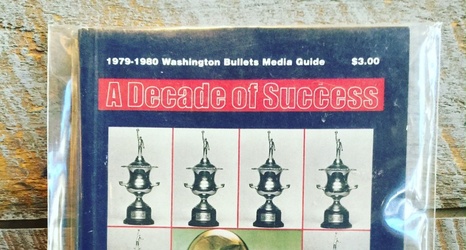 1979-1980 Washington Bullets Media Guide $3.00
A Decade of Success